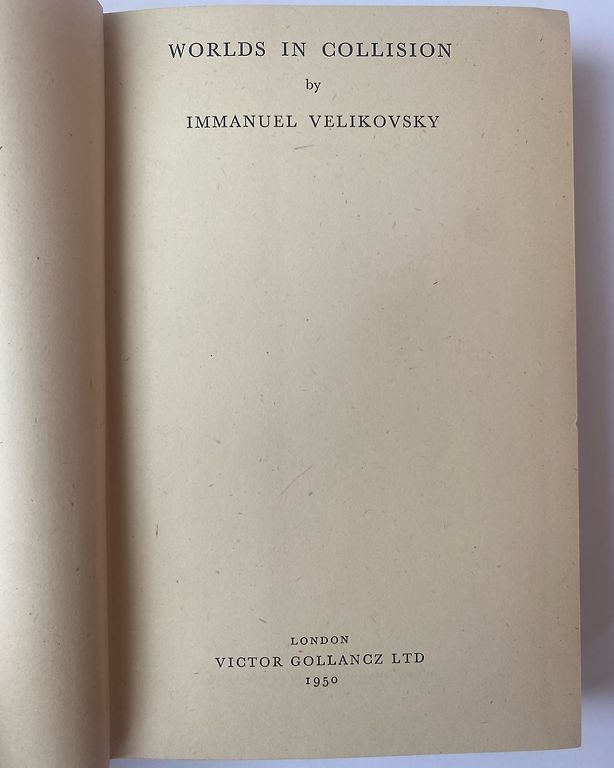 WORLDS IN COLLISION
by
IMMANUEL VELIKOVSKY
LONDON
VICTOR GOLLANCZ LTD
1950